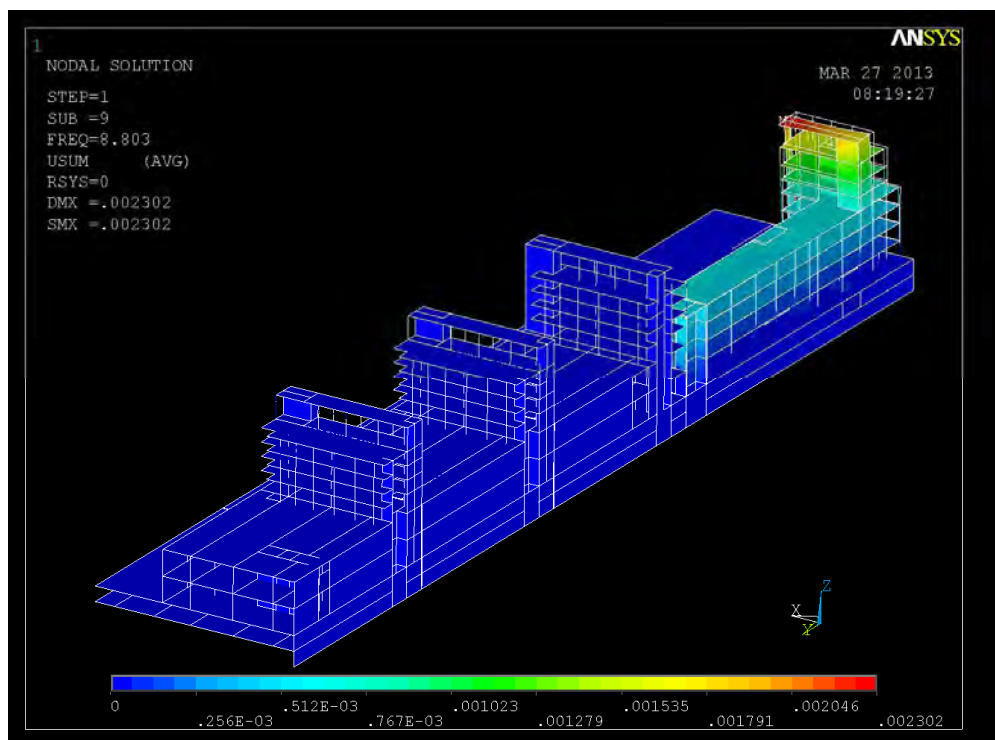 ANSYS
1
NODAL SOLUTION
MAR 27 2013
08:19:27
STEP=1
SUB =9
FREQ=8.803
USUM (AVG)
RSYS=0
DMX =.002302
SMX =.002302
Z
X
Y
0 .512E-03 .001023 .001535 .002046
.256E-03 .767E-03 .001279 .001791 .002302